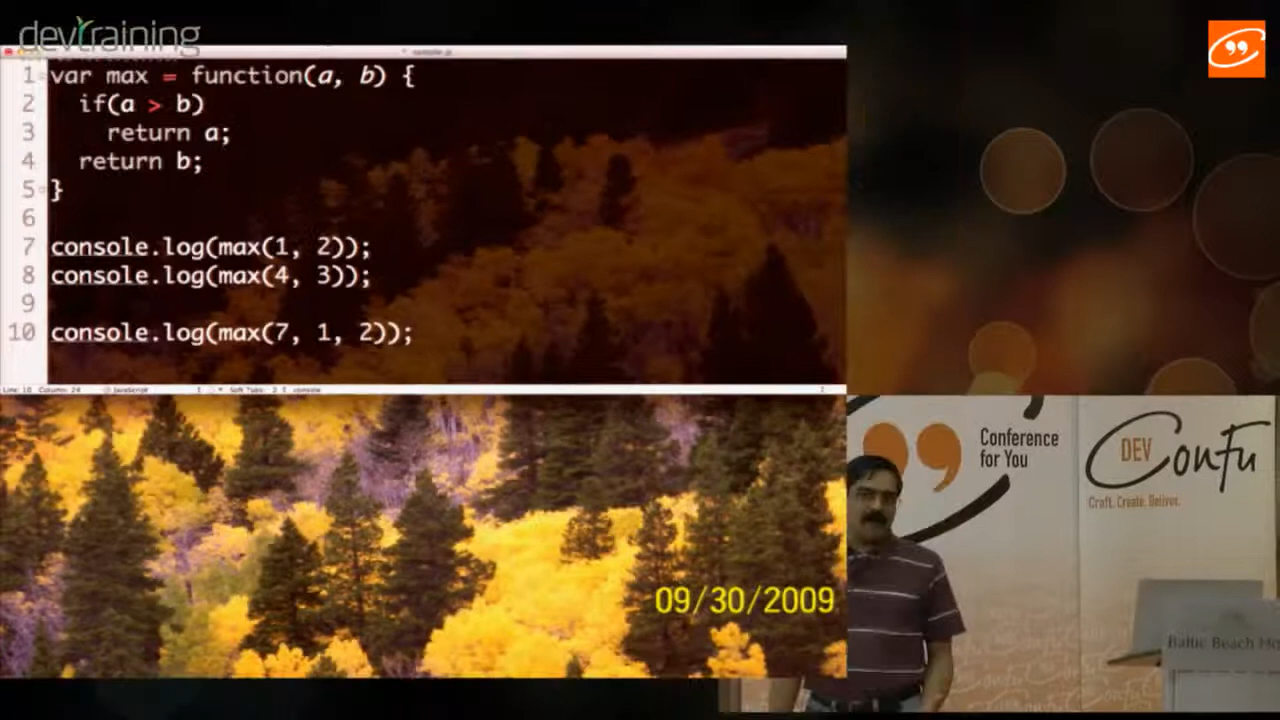 devtraining
1 var max = function(a, b) {
2 if(a > b)
3 return a;
4 return b;
5 }
6
7 console.log(max(1, 2));
8 console.log(max(4, 3));
9
10 console.log(max(7, 1, 2));
09/30/2009
Conference
for You
DEV
Confu
Craft. Create. Deliver.